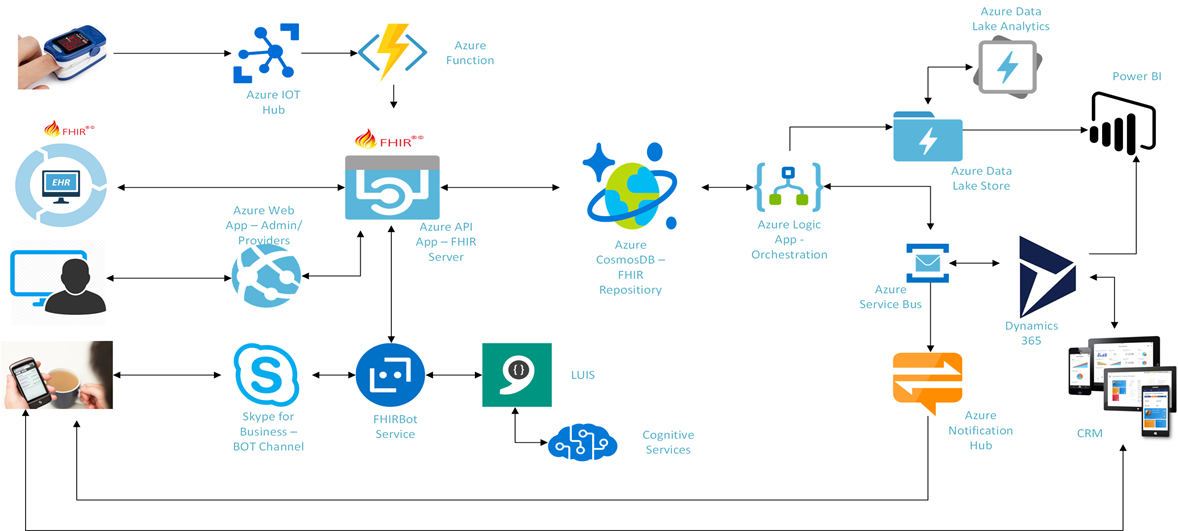 Azure Data
Lake Analytics
Azure
Function
Power BI
Azure IOT
Hub
FHIR®©
FHIR®©
EHR
Azure Data
Lake Store
Azure Web
App – Admin/
Providers
Azure API
App – FHIR
Server
Azure Logic
App -
Orchestration
Azure
CosmosDB –
FHIR
Repositiory
Azure
Service Bus
Dynamics
365
LUIS
Skype for
Business –
BOT Channel
FHIRBot
Service
Azure
Notification
Hub
CRM
Cognitive
Services